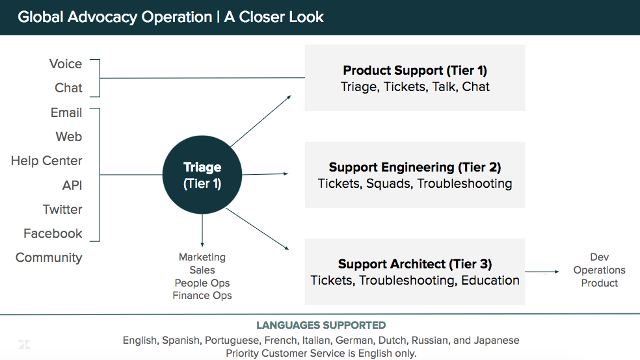 Global Advocacy Operation | A Closer Look
Voice
Chat
Email
Web
Help Center
API
Twitter
Facebook
Community
Triage
(Tier 1)
Marketing
Sales
People Ops
Finance Ops
Product Support (Tier 1)
Triage, Tickets, Talk, Chat
Support Engineering (Tier 2)
Tickets, Squads, Troubleshooting
Support Architect (Tier 3)
Tickets, Troubleshooting, Education
Dev
Operations
Product
LANGUAGES SUPPORTED
English, Spanish, Portuguese, French, Italian, German, Dutch, Russian, and Japanese
Priority Customer Service is English only.